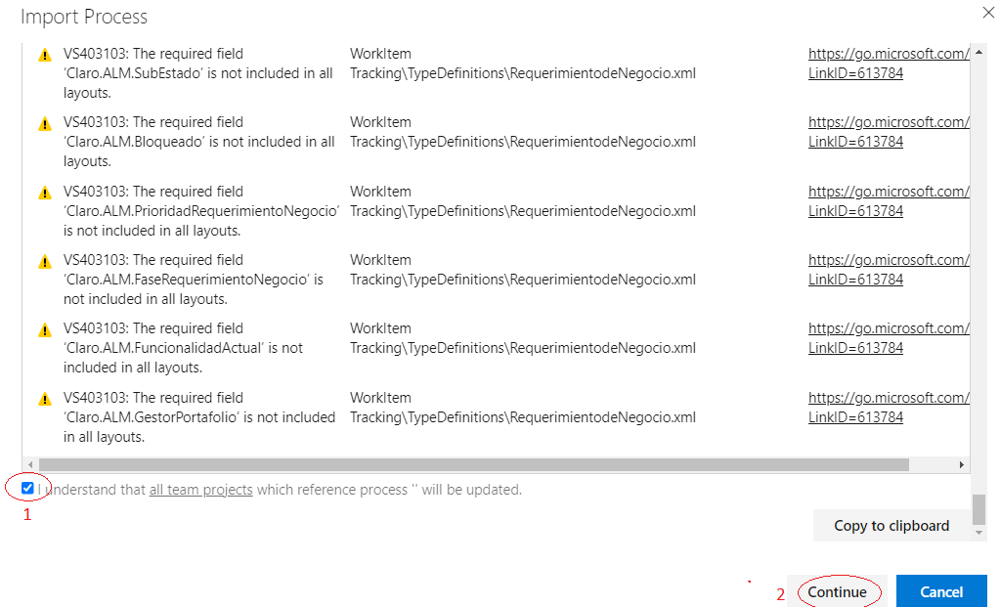 Import Process
VS403103: The required field
‘Claro.ALM.SubEstado’ is not included in all
layouts.
WorkItem
Tracking\TypeDefinitions\RequerimientodeNegocio.xml
https://go.microsoft.com/
LinkID=613784
VS403103: The required field
‘Claro.ALM.Bloqueado’ is not included in all
layouts.
WorkItem
Tracking\TypeDefinitions\RequerimientodeNegocio.xml
https://go.microsoft.com/
LinkID=613784
VS403103: The required field
‘Claro.ALM.PrioridadRequerimientoNegocio’
is not included in all layouts.
WorkItem
Tracking\TypeDefinitions\RequerimientodeNegocio.xml
https://go.microsoft.com/
LinkID=613784
VS403103: The required field
‘Claro.ALM.FaseRequerimientoNegocio’ is
not included in all layouts.
WorkItem
Tracking\TypeDefinitions\RequerimientodeNegocio.xml
https://go.microsoft.com/
LinkID=613784
VS403103: The required field
‘Claro.ALM.FuncionalidadActual’ is not
included in all layouts.
WorkItem
Tracking\TypeDefinitions\RequerimientodeNegocio.xml
https://go.microsoft.com/
LinkID=613784
VS403103: The required field
‘Claro.ALM.GestorPortafolio’ is not included
in all layouts.
WorkItem
Tracking\TypeDefinitions\RequerimientodeNegocio.xml
https://go.microsoft.com/
LinkID=613784
I understand that all team projects which reference process '' will be updated.
1
Copy to clipboard
2
Continue
Cancel